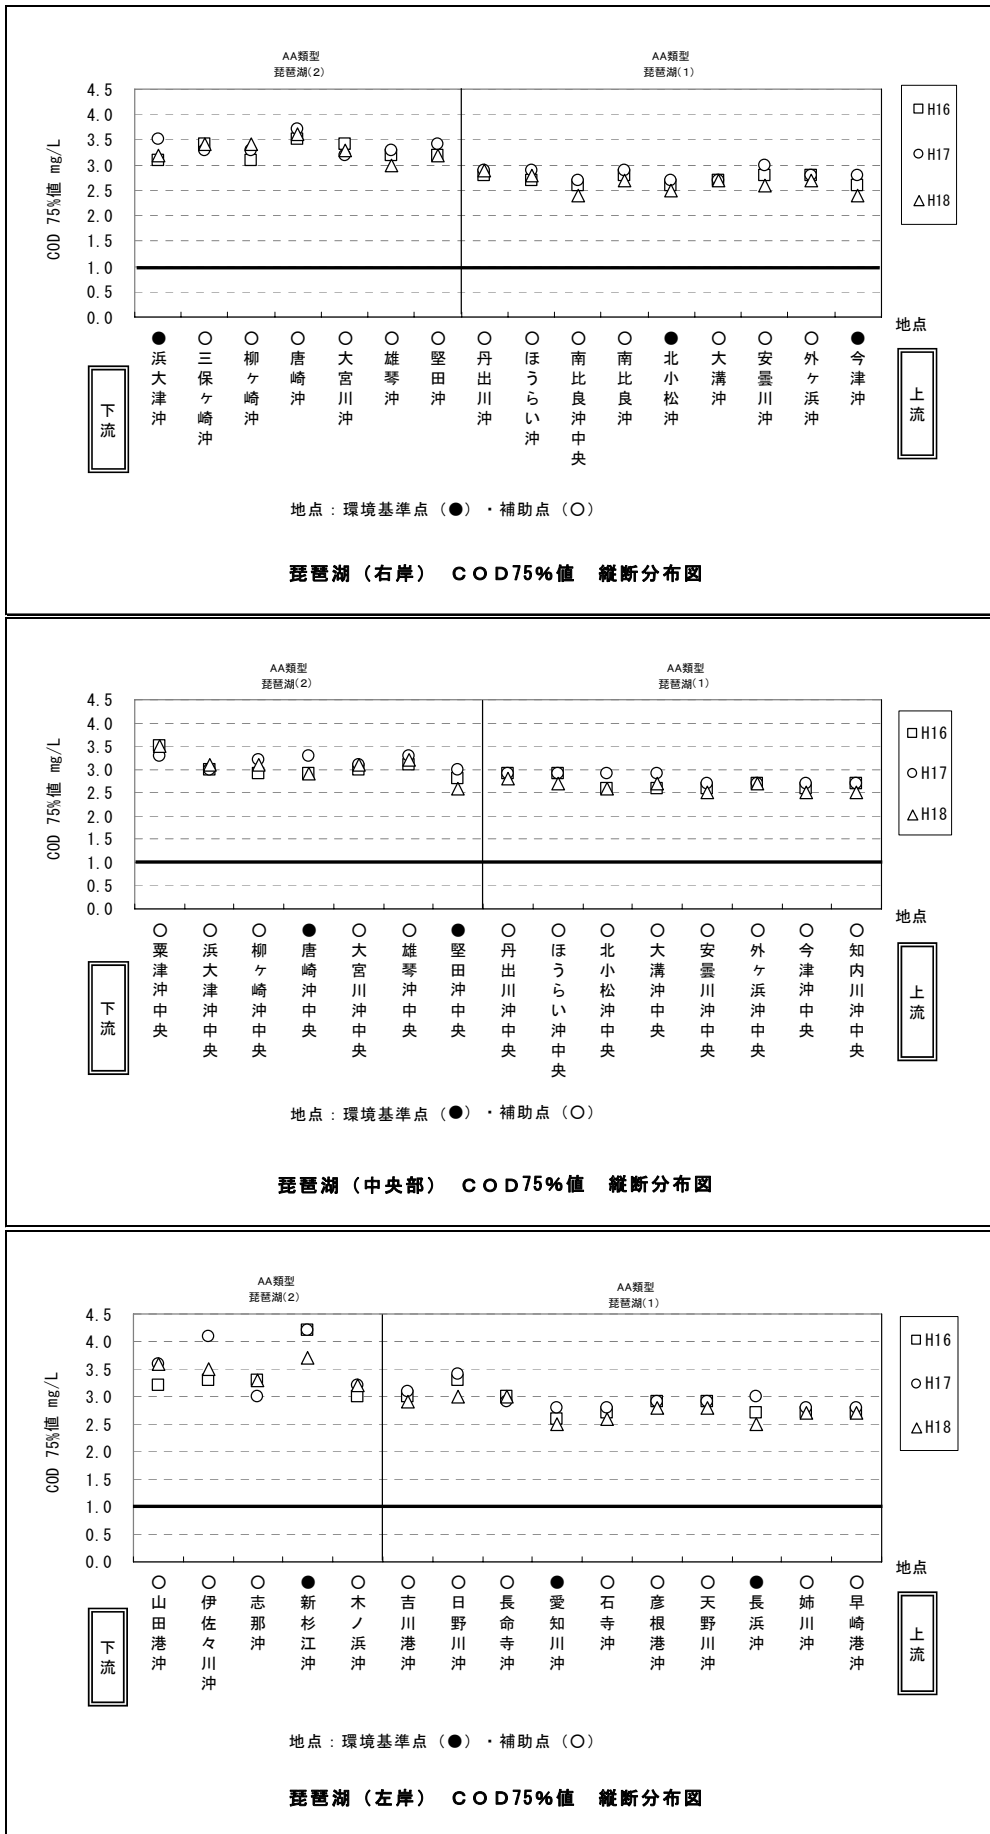 AA類型
琵琶湖(2)
AA類型
琵琶湖(1)
COD 75%値 mg/L
4.5
4.0
3.5
3.0
2.5
2.0
1.5
1.0
0.5
0.0
□H16
○H17
△H18
地点
● ○ ○ ○ ○ ○ ○ ○ ○ ○ ○ ● ○ ○ ○ ●
下流
浜大津沖
三保ヶ崎沖
柳ヶ崎沖
唐崎沖
大宮川沖
雄琴沖
堅田沖
丹出川沖
ほうらい沖
南比良沖中央
南比良沖
北小松沖
大溝沖
安曇川沖
外ヶ浜沖
今津沖
上流
地点：環境基準点（●）・補助点（○）
琵琶湖（右岸） ＣＯＤ75%値 縦断分布図
AA類型
琵琶湖(2)
AA類型
琵琶湖(1)
COD 75%値 mg/L
4.5
4.0
3.5
3.0
2.5
2.0
1.5
1.0
0.5
0.0
□H16
○H17
△H18
地点
○ ○ ○ ● ○ ○ ● ○ ○ ○ ○ ○ ○ ○ ○
下流
粟津沖中央
浜大津沖中央
柳ヶ崎沖中央
唐崎沖中央
大宮川沖中央
雄琴沖中央
堅田沖中央
丹出川沖中央
ほうらい沖中央
北小松沖中央
大溝沖中央
安曇川沖中央
外ヶ浜沖中央
今津沖中央
知内川沖中央
上流
地点：環境基準点（●）・補助点（○）
琵琶湖（中央部） ＣＯＤ75%値 縦断分布図
AA類型
琵琶湖(2)
AA類型
琵琶湖(1)
COD 75%値 mg/L
4.5
4.0
3.5
3.0
2.5
2.0
1.5
1.0
0.5
0.0
□H16
○H17
△H18
地点
○ ○ ○ ● ○ ○ ○ ○ ● ○ ○ ○ ● ○ ○
下流
山田港沖
伊佐々川沖
志那沖
新杉江沖
木ノ浜沖
吉川港沖
日野川沖
長命寺沖
愛知川沖
石寺沖
彦根港沖
天野川沖
長浜沖
姉川沖
早崎港沖
上流
地点：環境基準点（●）・補助点（○）
琵琶湖（左岸） ＣＯＤ75%値 縦断分布図